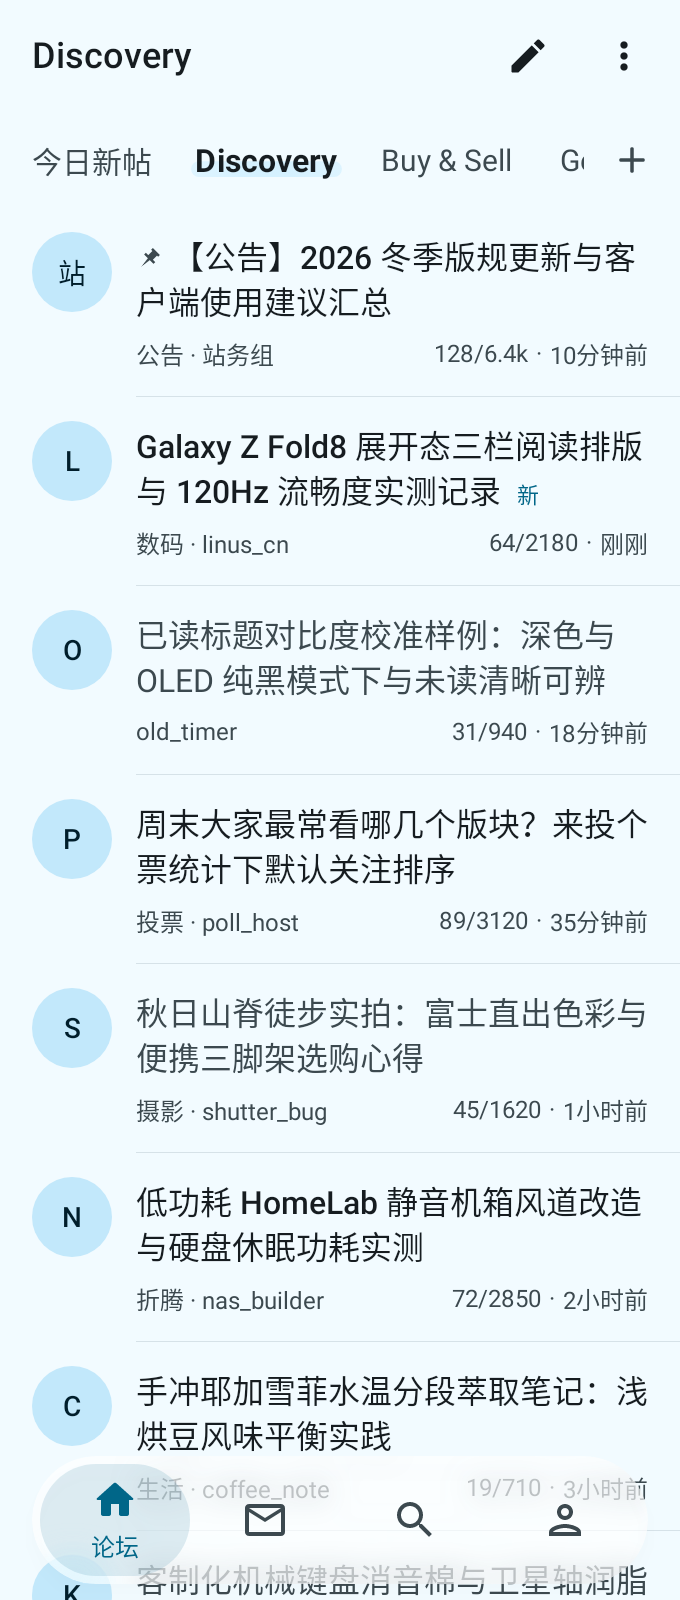 Discovery
今日新帖 Discovery Buy & Sell
站
【公告】2026 冬季版规更新与客
户端使用建议汇总
公告 · 站务组 128/6.4k · 10分钟前
L
Galaxy Z Fold8 展开态三栏阅读排版
与 120Hz 流畅度实测记录 新
数码 · linus_cn 64/2180 · 刚刚
O
已读标题对比度校准样例：深色与
OLED 纯黑模式下与未读清晰可辨
old_timer 31/940 · 18分钟前
P
周末大家最常看哪几个版块？来投个
票统计下默认关注排序
投票 · poll_host 89/3120 · 35分钟前
S
秋日山脊徒步实拍：富士直出色彩与
便携三脚架选购心得
摄影 · shutter_bug 45/1620 · 1小时前
N
低功耗 HomeLab 静音机箱风道改造
与硬盘休眠功耗实测
折腾 · nas_builder 72/2850 · 2小时前
C
手冲耶加雪菲水温分段萃取笔记：浅
烘豆风味平衡实践
生活 · coffee_note 19/710 · 3小时前
论坛
K
客制化机械键盘消音棉与卫星轴润脂